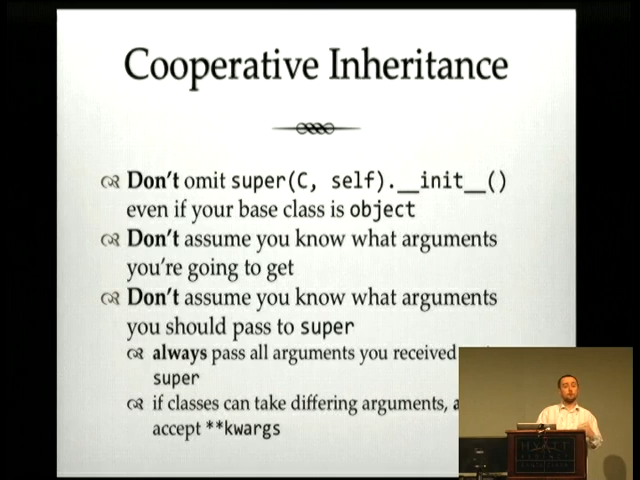 Cooperative Inheritance
Don't omit super(C, self).__init__()
even if your base class is object
Don't assume you know what arguments
you're going to get
Don't assume you know what arguments
you should pass to super
always pass all arguments you received
super
if classes can take differing arguments, a
accept **kwargs
HYATT